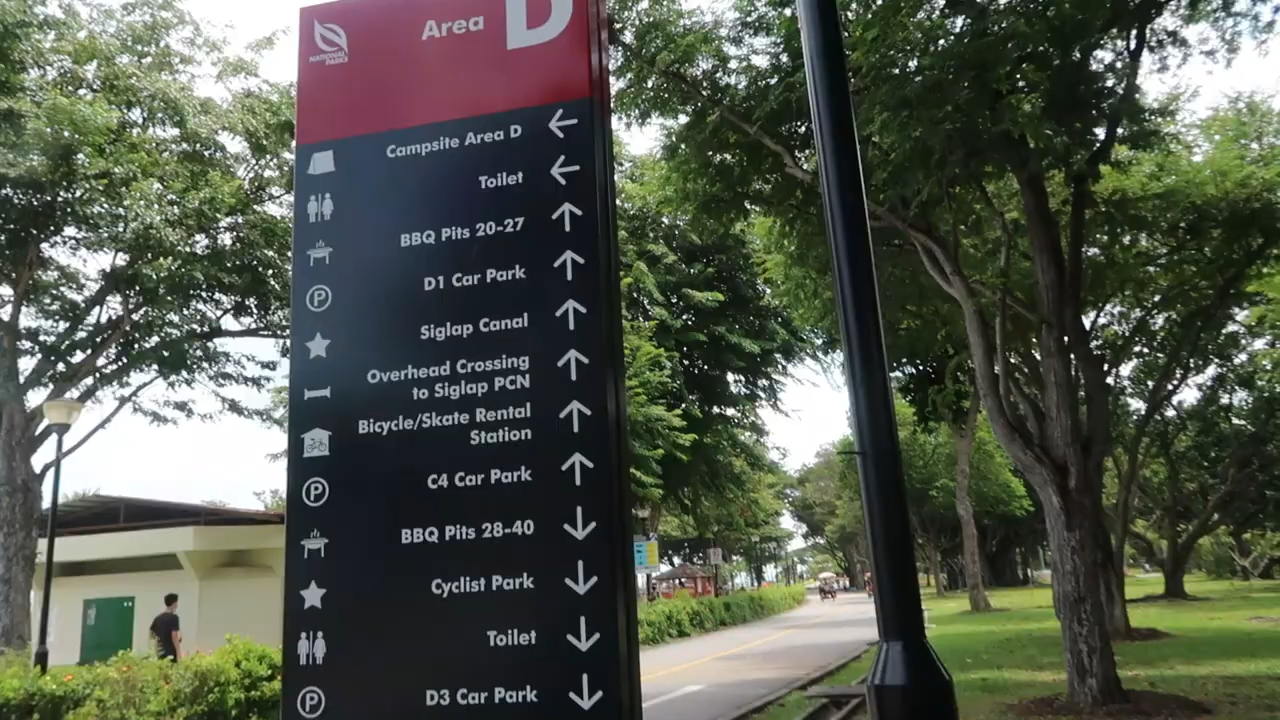 NATIONAL
PARKS
Area D
Campsite Area D
Toilet
BBQ Pits 20-27
D1 Car Park
Siglap Canal
Overhead Crossing
to Siglap PCN
Bicycle/Skate Rental
Station
C4 Car Park
BBQ Pits 28-40
Cyclist Park
Toilet
D3 Car Park